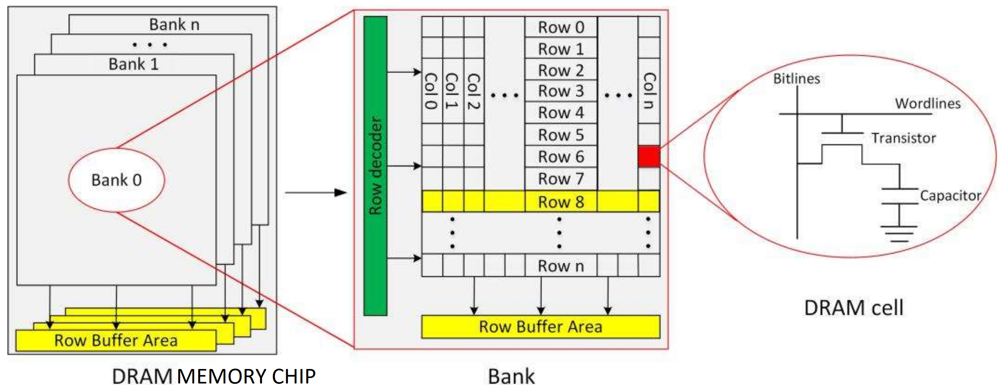 Bank n
• • •
Bank 1
Bank 0
Row Buffer Area
DRAM MEMORY CHIP
Row decoder
Col 0
Col 1
Col 2
• • •
Row 0
Row 1
Row 2
Row 3
Row 4
Row 5
Row 6
Row 7
Row 8
Row n
• • •
Col n
Row Buffer Area
Bank
Bitlines
Wordlines
Transistor
Capacitor
DRAM cell